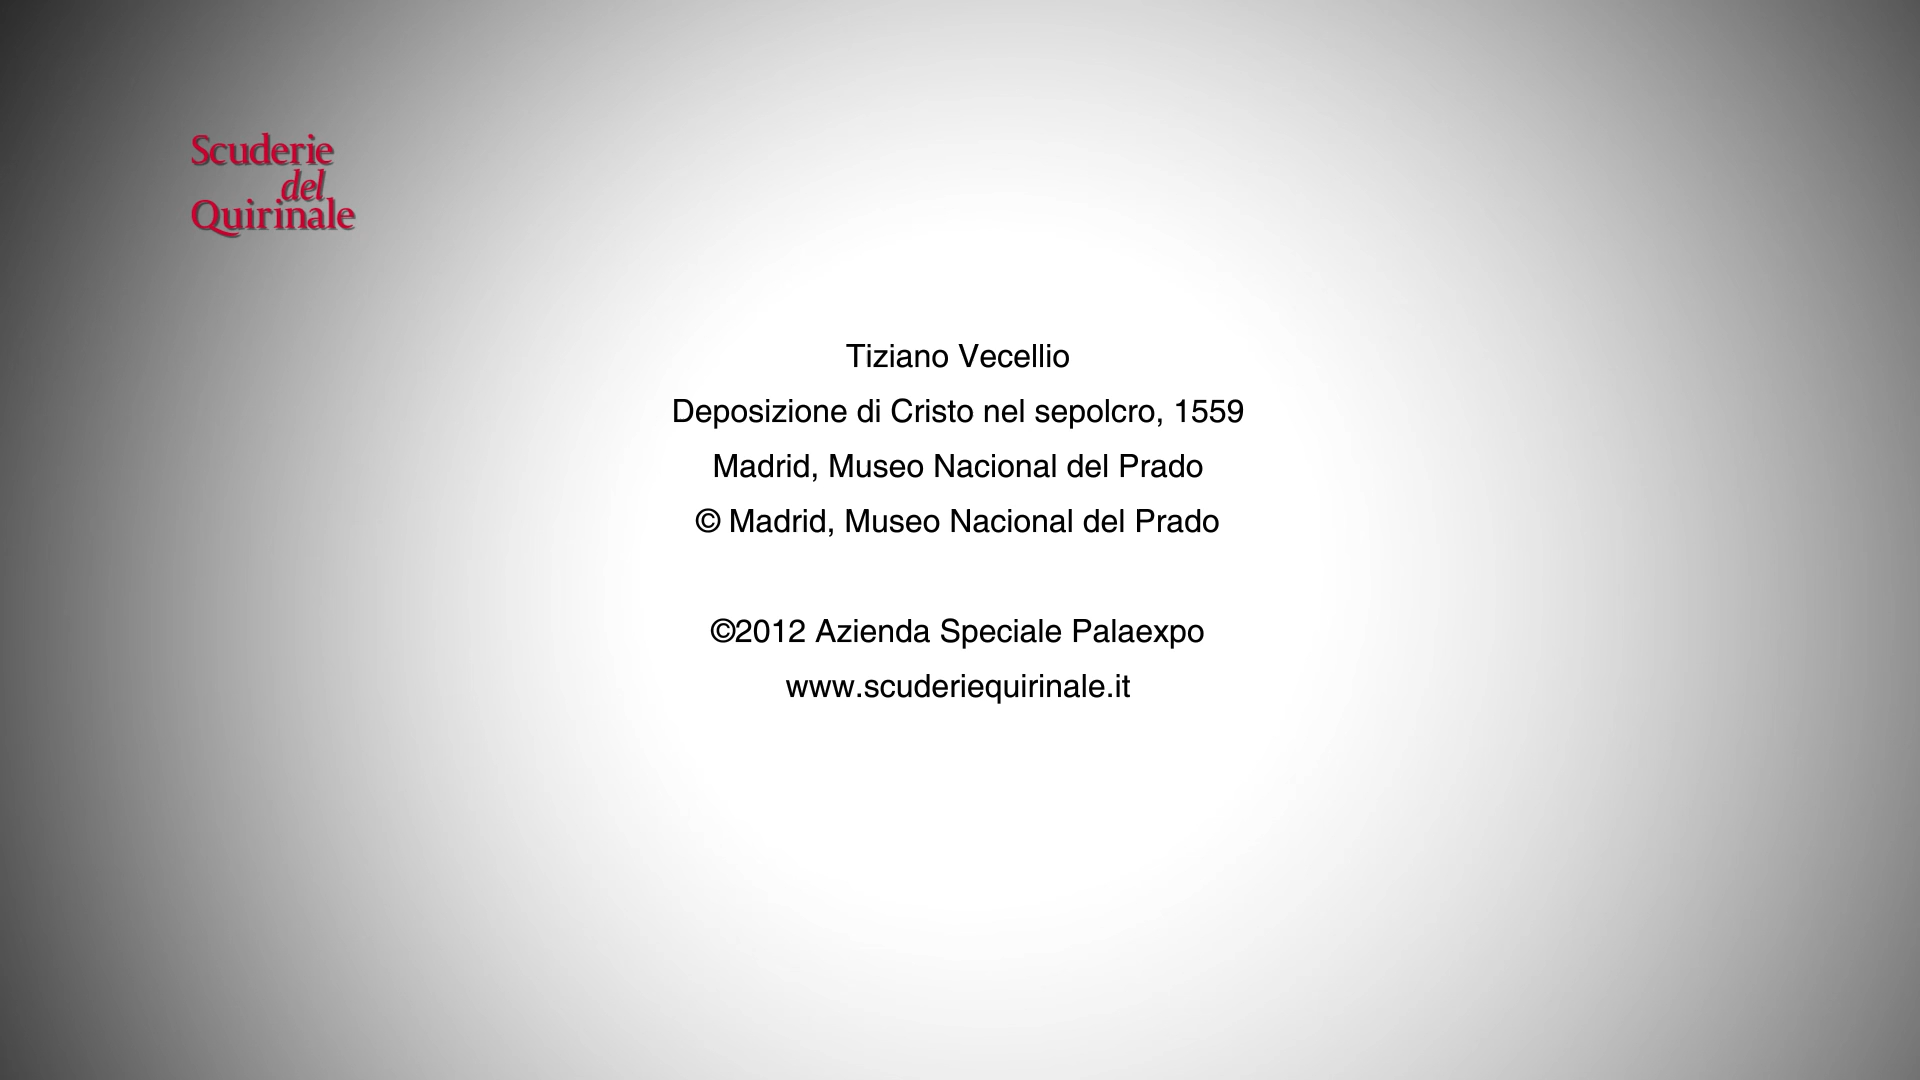 Scuderie
del
Quirinale
Tiziano Vecellio
Deposizione di Cristo nel sepolcro, 1559
Madrid, Museo Nacional del Prado
© Madrid, Museo Nacional del Prado
©2012 Azienda Speciale Palaexpo
www.scuderiequirinale.it